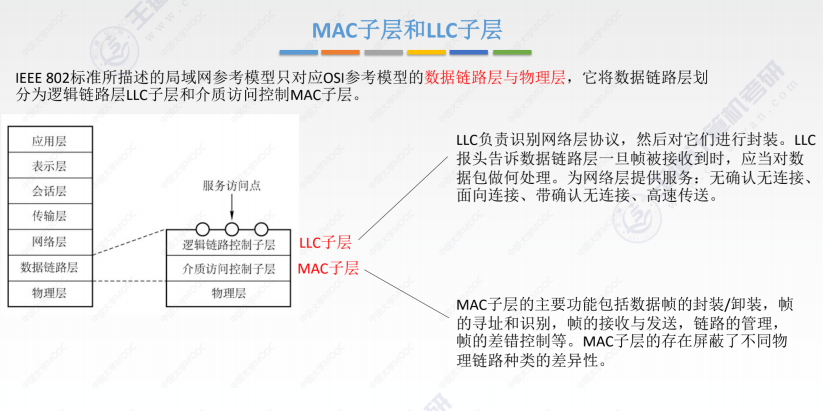 MAC子层和LLC子层
IEEE 802标准所描述的局域网参考模型只对应OSI参考模型的数据链路层与物理层，它将数据链路层划
分为逻辑链路层LLC子层和介质访问控制MAC子层。
应用层
表示层
会话层
传输层
网络层
数据链路层
物理层
服务访问点
逻辑链路控制子层
介质访问控制子层
物理层
LLC子层
MAC子层
LLC负责识别网络层协议，然后对它们进行封装。LLC
报头告诉数据链路层一旦帧被接收到时，应当对数
据包做何处理。为网络层提供服务：无确认无连接、
面向连接、带确认无连接、高速传送。
MAC子层的主要功能包括数据帧的封装/卸装，帧
的寻址和识别，帧的接收与发送，链路的管理，
帧的差错控制等。MAC子层的存在屏蔽了不同物
理链路种类的差异性。